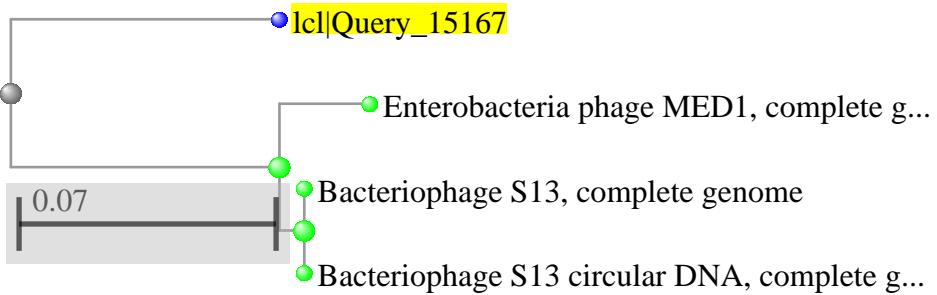 lcl|Query_15167
Enterobacteria phage MED1, complete g...
Bacteriophage S13, complete genome
0.07
Bacteriophage S13 circular DNA, complete g...